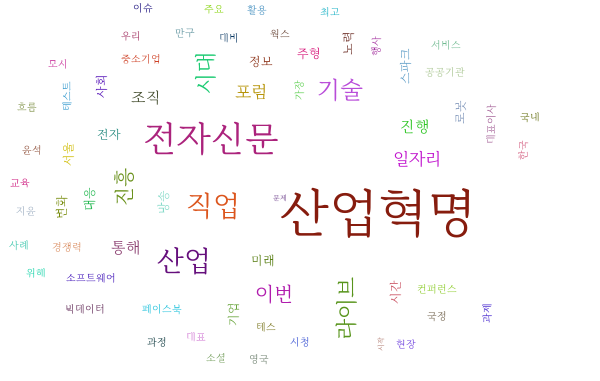 이슈
주요
활용
최고
우리
만구
대비
웍스
노력
행사
서비스
모시
중소기업
시대
정보
주형
스파크
공공기관
흐름
테스트
사회
조직
포럼
가장
기술
로봇
대표이사
국내
윤석
서울
전자
전자신문
진행
일자리
한국
교육
지윤
변화
대응
진흥
방송
직업
문제
산업혁명
사례
경쟁력
통해
산업
미래
위해
소프트웨어
이번
라이브
시간
컨퍼런스
빅데이터
페이스북
기업
테스
국정
과제
과정
대표
시청
시작
현장
소셜
영국